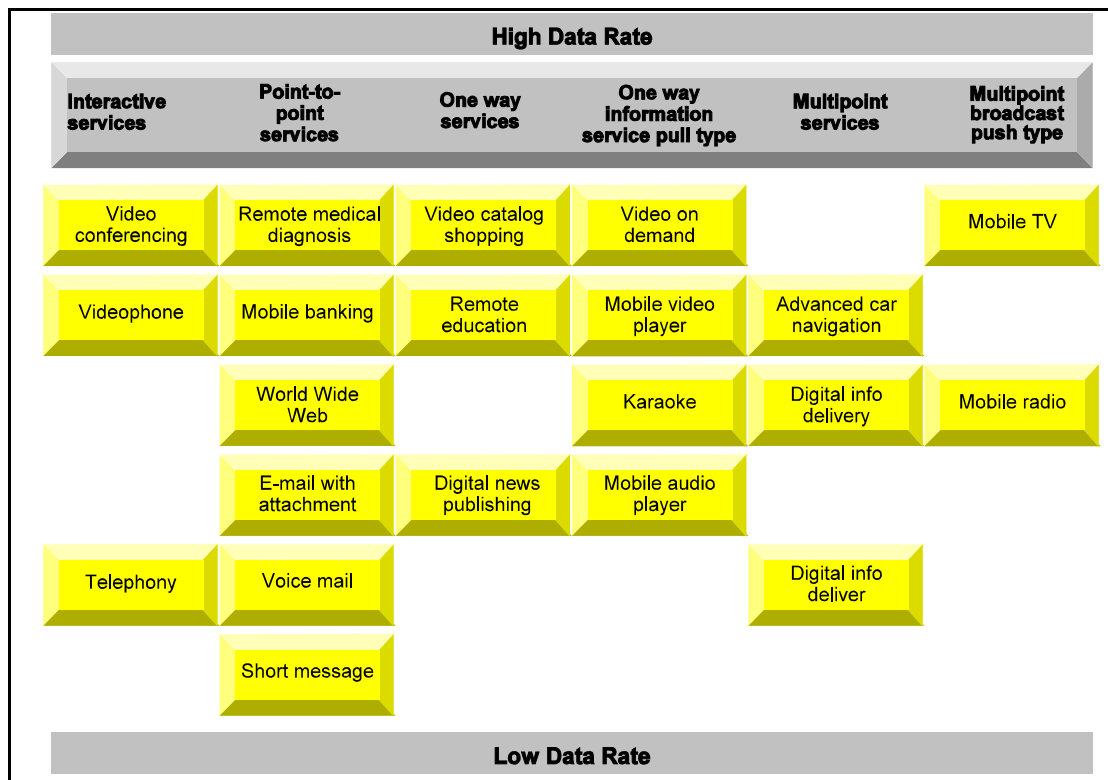 High Data Rate
Interactive
services
Point-to-
point
services
One way
services
One way
information
service pull type
Multipoint
services
Multipoint
broadcast
push type
Video
conferencing
Remote medical
diagnosis
Video catalog
shopping
Video on
demand
Mobile TV
Videophone
Mobile banking
Remote
education
Mobile video
player
Advanced car
navigation
World Wide
Web
Karaoke
Digital info
delivery
Mobile radio
E-mail with
attachment
Digital news
publishing
Mobile audio
player
Telephony
Voice mail
Digital info
deliver
Short message
Low Data Rate